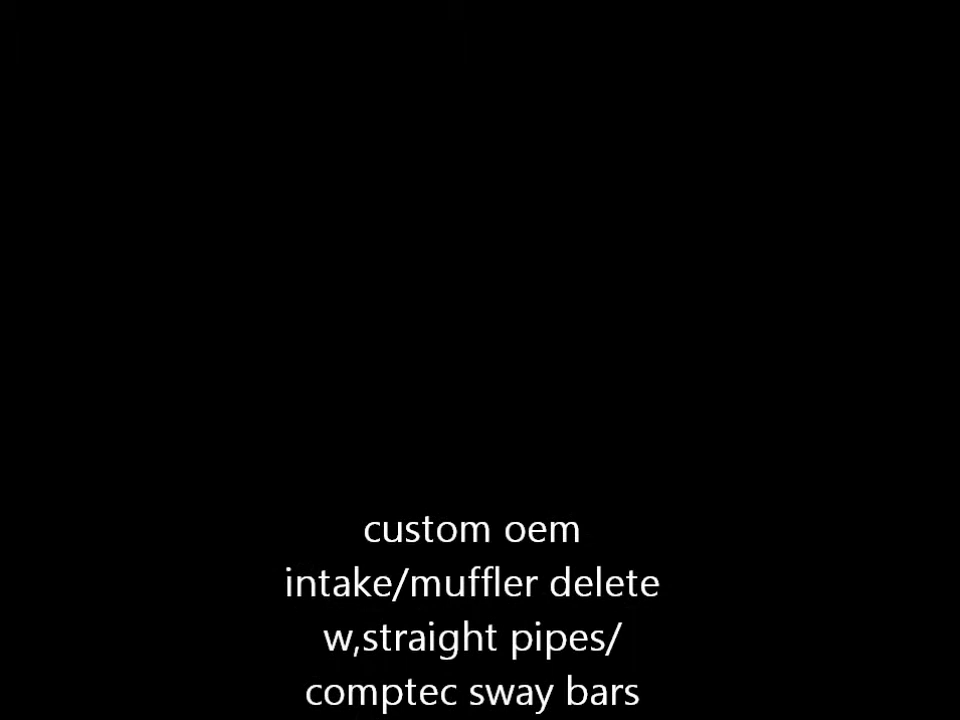 custom oem
intake/muffler delete
w,straight pipes/
comptec sway bars